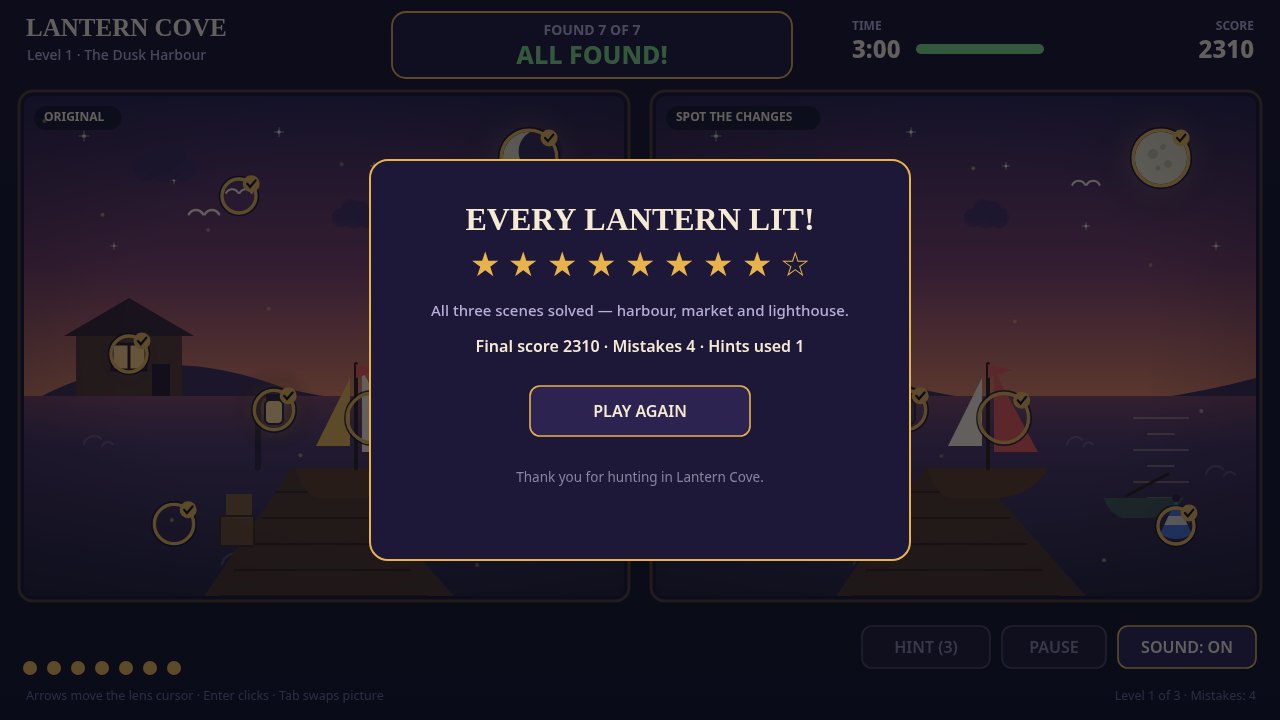 LANTERN COVE
Level 1 · The Dusk Harbour
FOUND 7 OF 7
ALL FOUND!
TIME
3:00
SCORE
2310
ORIGINAL
SPOT THE CHANGES
EVERY LANTERN LIT!
★ ★ ★ ★ ★ ★ ★ ★ ☆
All three scenes solved — harbour, market and lighthouse.
Final score 2310 · Mistakes 4 · Hints used 1
PLAY AGAIN
Thank you for hunting in Lantern Cove.
HINT (3)
PAUSE
SOUND: ON
Arrows move the lens cursor · Enter clicks · Tab swaps picture
Level 1 of 3 · Mistakes: 4